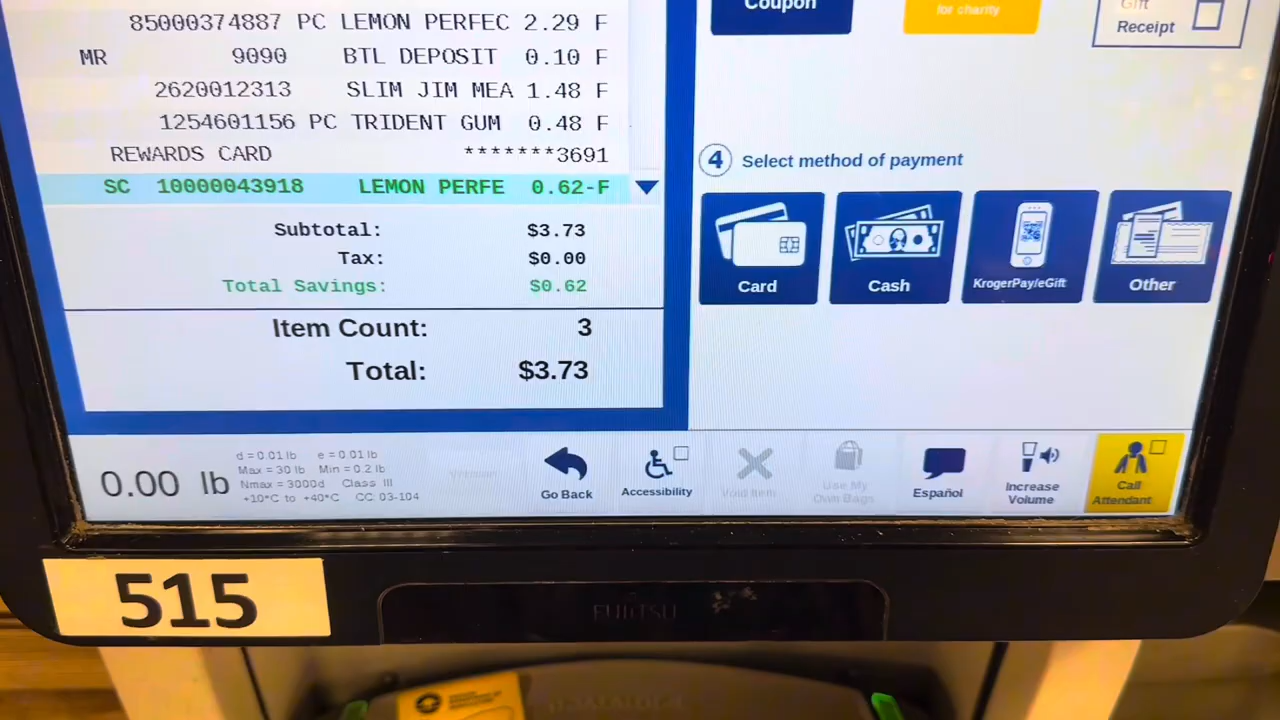 85000374887 PC LEMON PERFEC 2.29 F
MR 9090 BTL DEPOSIT 0.10 F
2620012313 SLIM JIM MEA 1.48 F
1254601156 PC TRIDENT GUM 0.48 F
REWARDS CARD *******3691
SC 10000043918 LEMON PERFE 0.62-F
Subtotal: $3.73
Tax: $0.00
Total Savings: $0.62
Item Count: 3
Total: $3.73
Coupon
for charity
Gift
Receipt
4 Select method of payment
Card
Cash
KrogerPay/eGift
Other
0.00 lb
d = 0.01 lb e = 0.01 lb
Max = 30 lb Min = 0.2 lb
Nmax = 3000d Class III
+10°C to +40°C CC 03-104
Go Back
Accessibility
Void Item
Use My
Own Bags
Español
Increase
Volume
Call
Attendant
515
FUJITSU
DATALOGIC